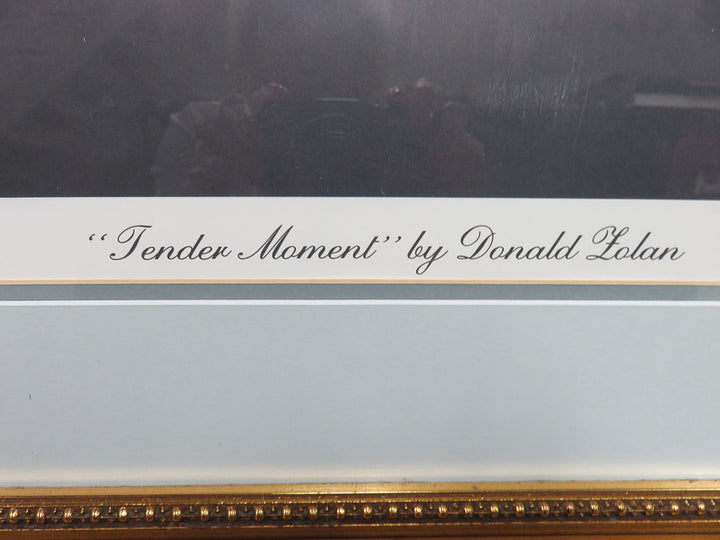 “Tender Moment” by Donald Zolan